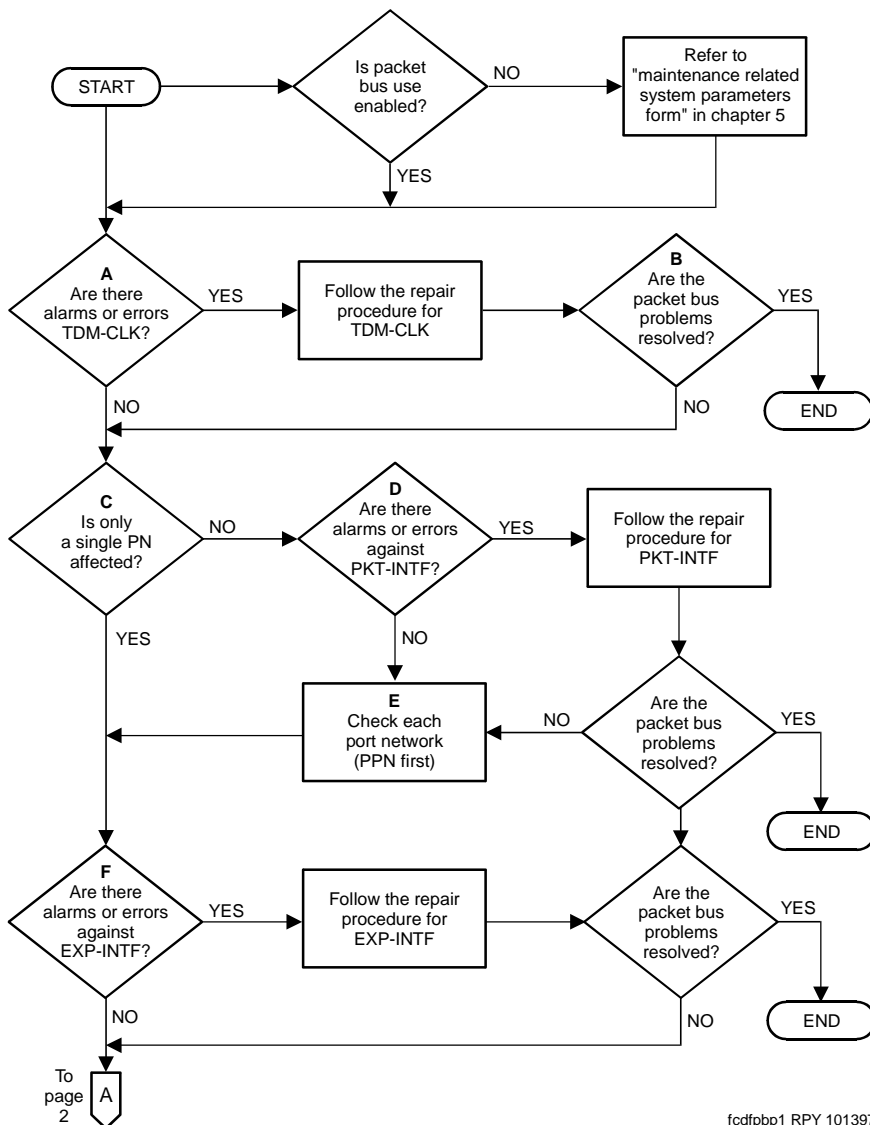 START
Is packet
bus use
enabled?
NO
Refer to
"maintenance related
system parameters
form" in chapter 5
YES
A
Are there
alarms or errors
TDM-CLK?
YES
Follow the repair
procedure for
TDM-CLK
B
Are the
packet bus
problems
resolved?
YES
END
NO
NO
C
Is only
a single PN
affected?
NO
D
Are there
alarms or errors
against
PKT-INTF?
YES
Follow the repair
procedure for
PKT-INTF
YES
NO
E
Check each
port network
(PPN first)
NO
Are the
packet bus
problems
resolved?
YES
END
F
Are there
alarms or errors
against
EXP-INTF?
YES
Follow the repair
procedure for
EXP-INTF
Are the
packet bus
problems
resolved?
YES
END
NO
NO
To
page
2
A
fcdfpbp1 RPY 101397